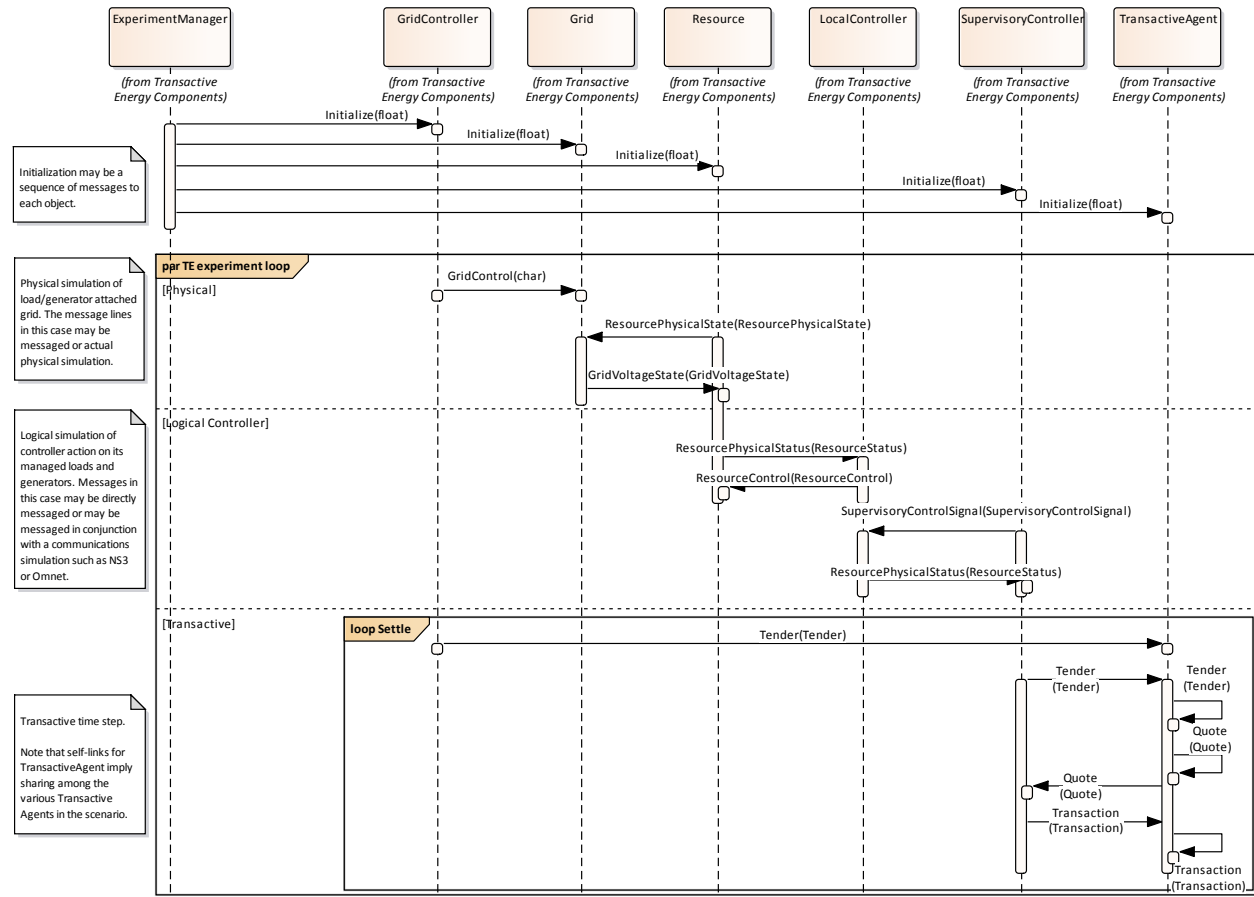 ExperimentManager
GridController
Grid
Resource
LocalController
SupervisoryController
TransactiveAgent
(from Transactive
Energy Components)
(from Transactive
Energy Components)
(from Transactive
Energy Components)
(from Transactive
Energy Components)
(from Transactive
Energy Components)
(from Transactive
Energy Components)
(from Transactive
Energy Components)
Initialize(float)
Initialize(float)
Initialize(float)
Initialize(float)
Initialize(float)
Initialization may be a
sequence of messages to
each object.
par TE experiment loop
[Physical]
GridControl(char)
Physical simulation of
load/generator attached
grid. The message lines
in this case may be
messaged or actual
physical simulation.
ResourcePhysicalState(ResourcePhysicalState)
GridVoltageState(GridVoltageState)
[Logical Controller]
Logical simulation of
controller action on its
managed loads and
generators. Messages in
this case may be directly
messaged or may be
messaged in conjunction
with a communications
simulation such as NS3
or Omnet.
ResourcePhysicalStatus(ResourceStatus)
ResourceControl(ResourceControl)
SupervisoryControlSignal(SupervisoryControlSignal)
ResourcePhysicalStatus(ResourceStatus)
[Transactive]
loop Settle
Tender(Tender)
Tender
(Tender)
Tender
(Tender)
Quote
(Quote)
Quote
(Quote)
Transaction
(Transaction)
Transaction
(Transaction)
Transactive time step.
Note that self-links for
TransactiveAgent imply
sharing among the
various Transactive
Agents in the scenario.